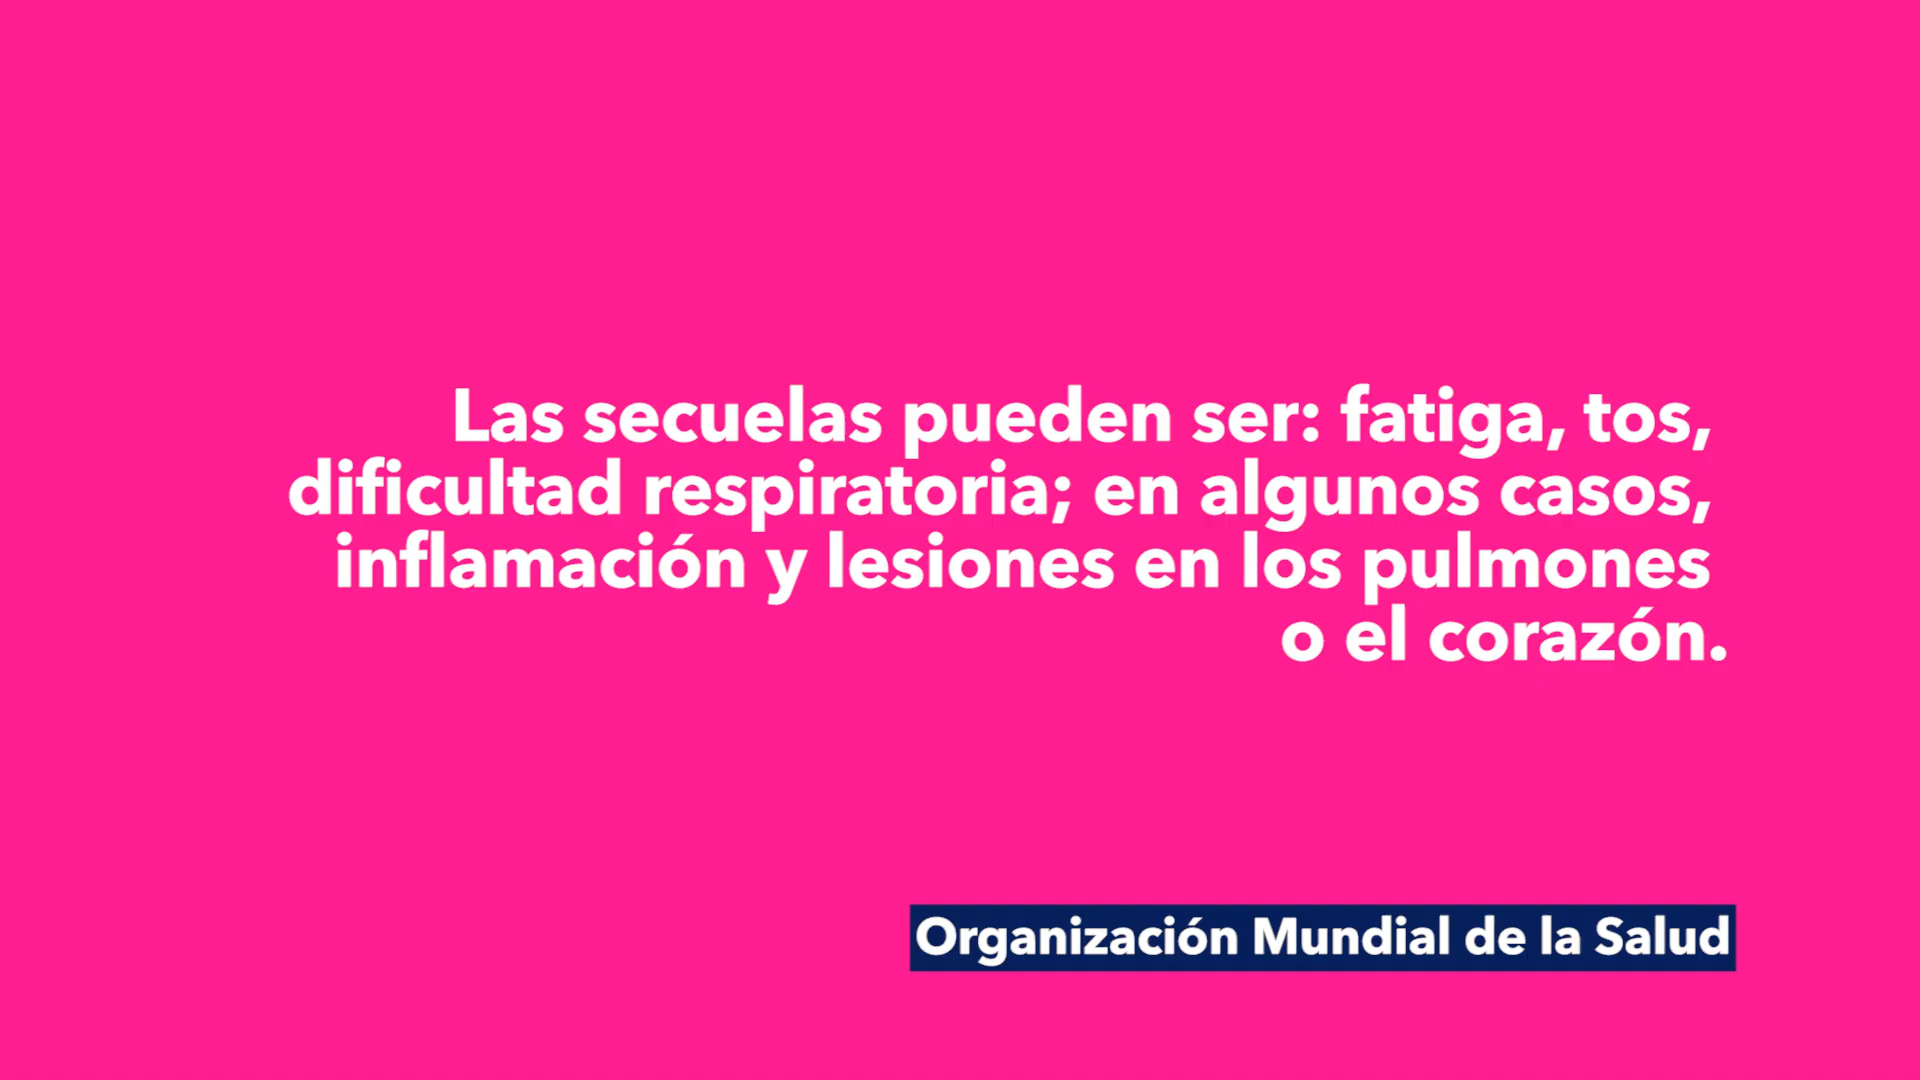 Las secuelas pueden ser: fatiga, tos,
dificultad respiratoria; en algunos casos,
inflamación y lesiones en los pulmones
o el corazón.
Organización Mundial de la Salud